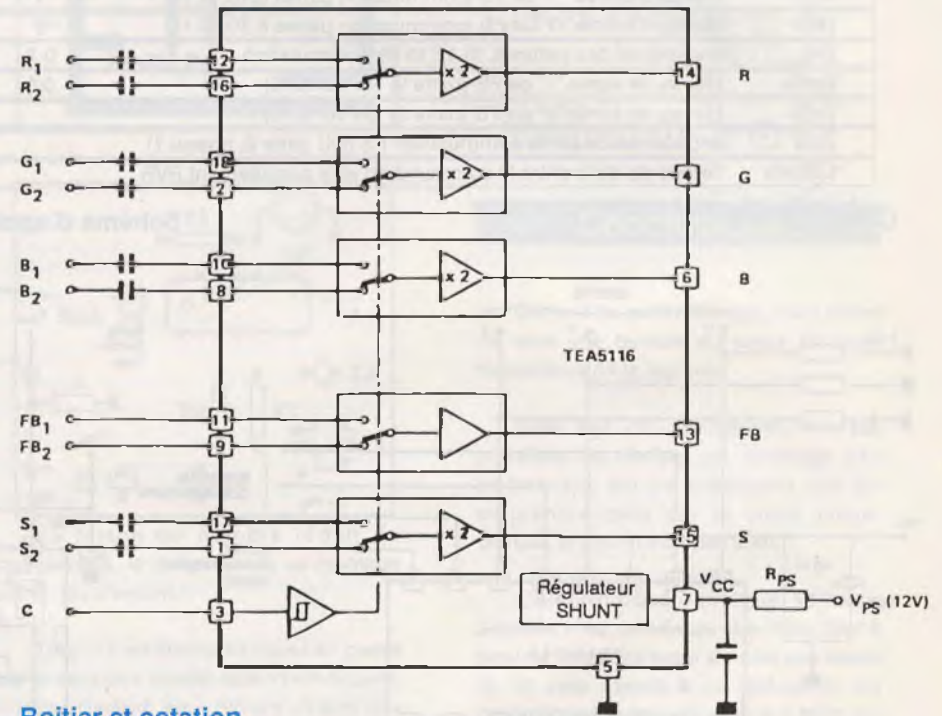 R1 12
R2 16
x 2
14 R
G1 18
G2 2
x 2
4 G
B1 10
B2 8
x 2
6 B
TEA5116
FB1 11
FB2 9
13 FB
S1 17
S2 1
x 2
15 S
C 3
Régulateur
SHUNT
7 VCC RPS VPS (12V)
5
Boitier et cotation